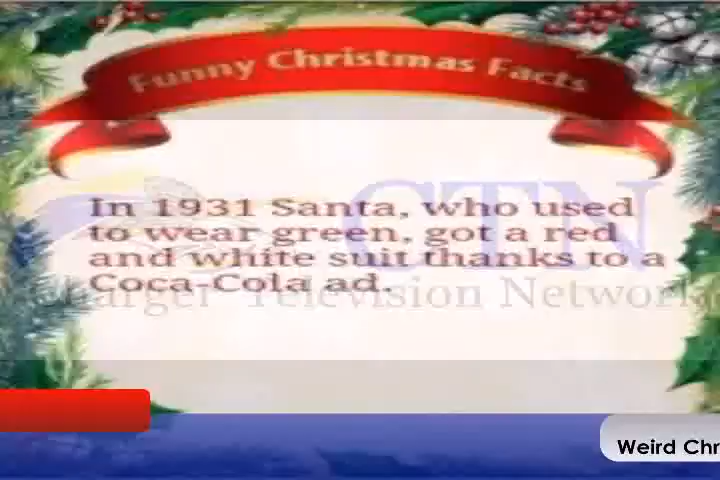 Funny Christmas Facts
CTN
In 1931 Santa, who used
to wear green, got a red
and white suit thanks to a
Coca-Cola ad.
Charger Television Network
Weird Chr